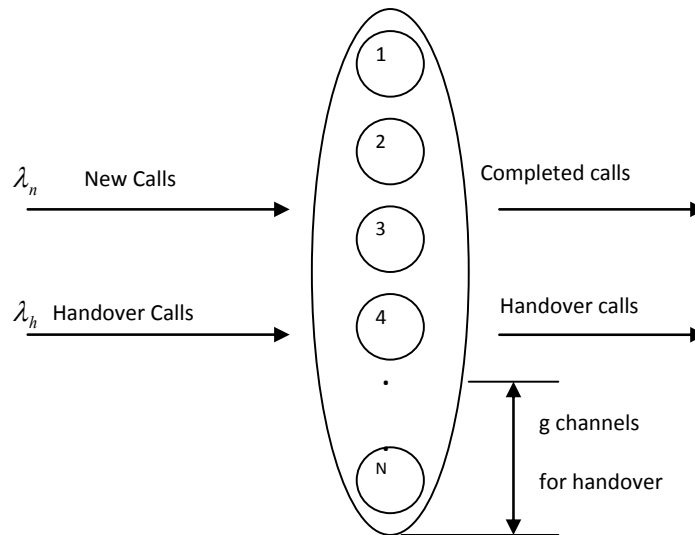 1
2
λn New Calls
Completed calls
3
λh Handover Calls
4
Handover calls
g channels
N
for handover